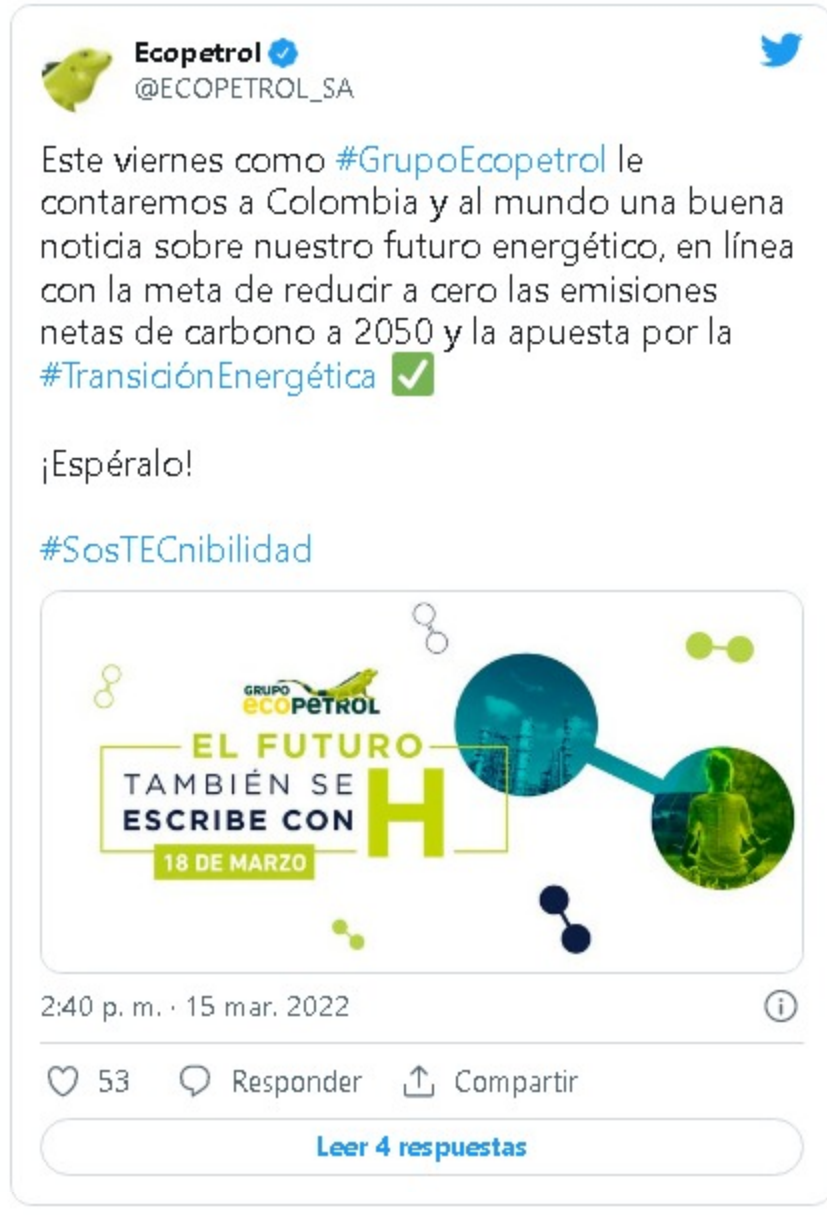 Ecopetrol
@ECOPETROL_SA
Este viernes como #GrupoEcopetrol le
contaremos a Colombia y al mundo una buena
noticia sobre nuestro futuro energético, en línea
con la meta de reducir a cero las emisiones
netas de carbono a 2050 y la apuesta por la
#TransiciónEnergética ✅
¡Espéralo!
#SosTECnibilidad
GRUPO
ecoPeTROL
EL FUTURO
TAMBIÉN SE
ESCRIBE CON H
18 DE MARZO
2:40 p. m. · 15 mar. 2022
53 Responder Compartir
Leer 4 respuestas